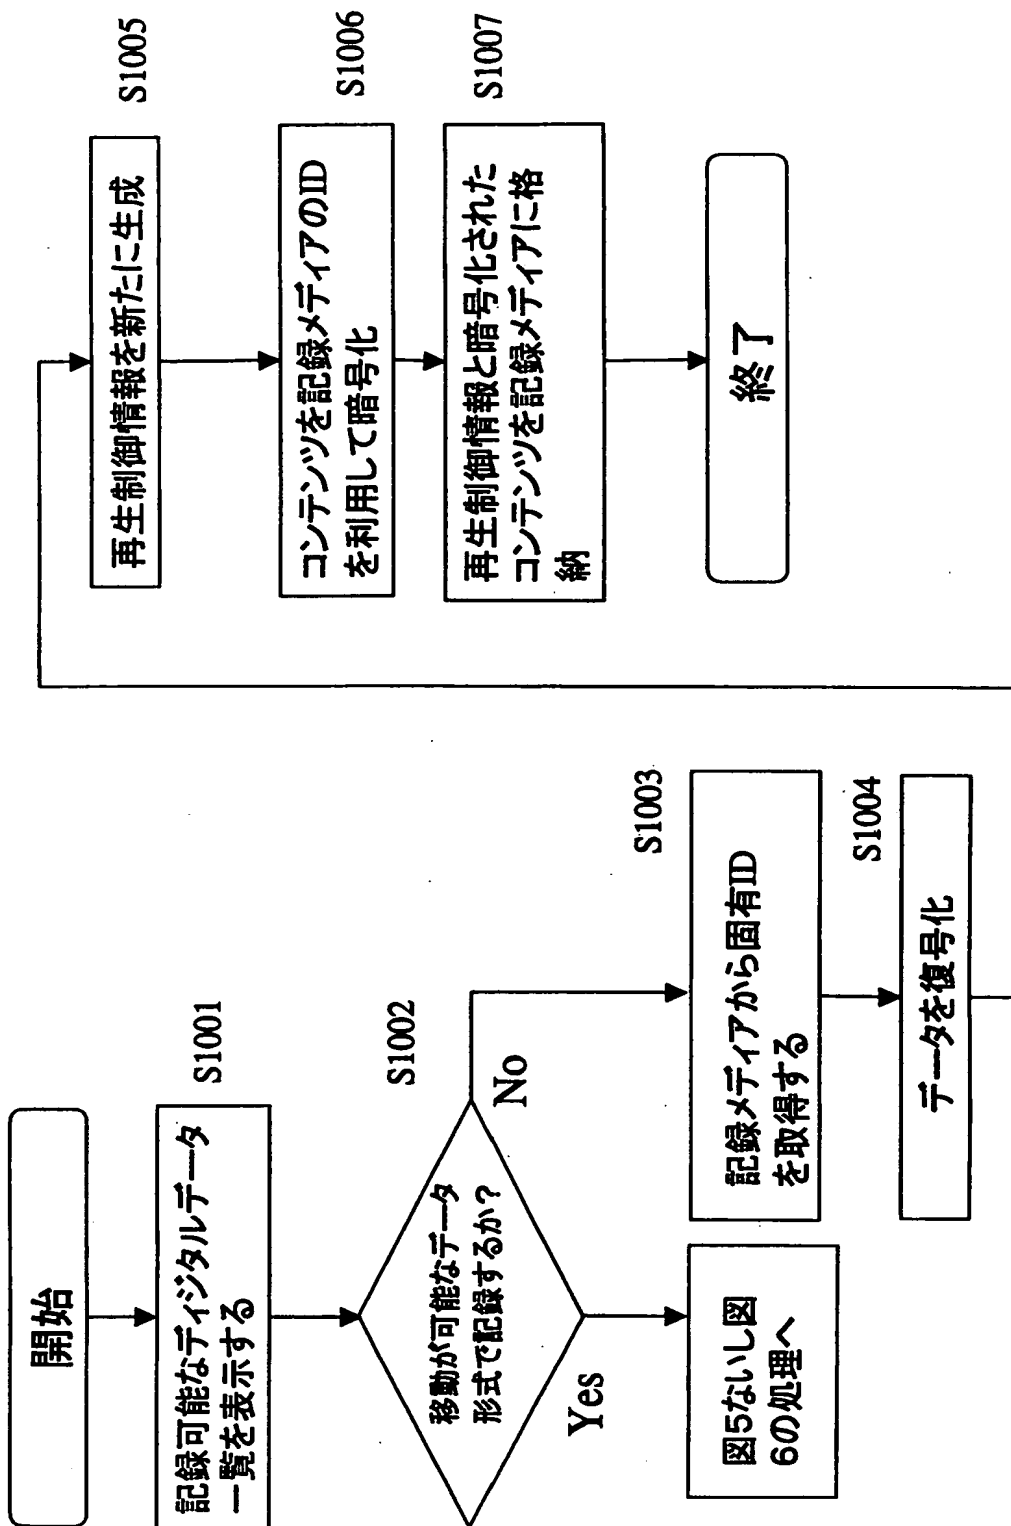 開始
記録可能なディジタルデータ
一覧を表示する
S1001
移動が可能なデータ
形式で記録するか?
S1002
Yes
No
図5ないし図
6の処理へ
記録メディアから固有ID
を取得する
S1003
データを復号化
S1004
再生制御情報を新たに生成
S1005
コンテンツを記録メディアのID
を利用して暗号化
S1006
再生制御情報と暗号化された
コンテンツを記録メディアに格
納
S1007
終了